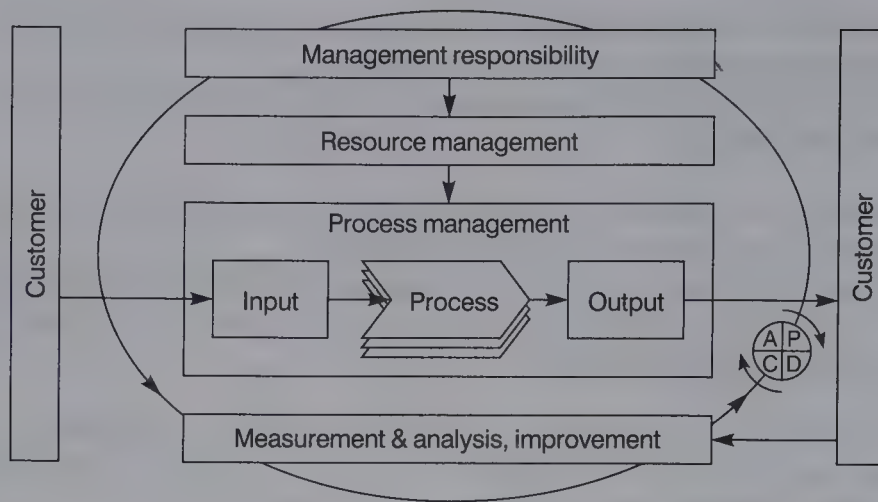 Management responsibility
Resource management
Process management
Customer
Input
Process
Output
Customer
A P
C D
Measurement & analysis, improvement